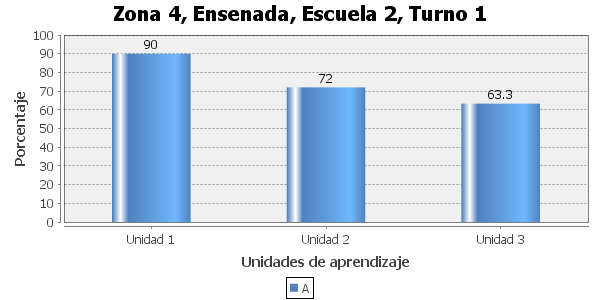 Zona 4, Ensenada, Escuela 2, Turno 1
Porcentaje
100
90
80
70
60
50
40
30
20
10
0
90
72
63.3
Unidad 1
Unidad 2
Unidad 3
Unidades de aprendizaje
A